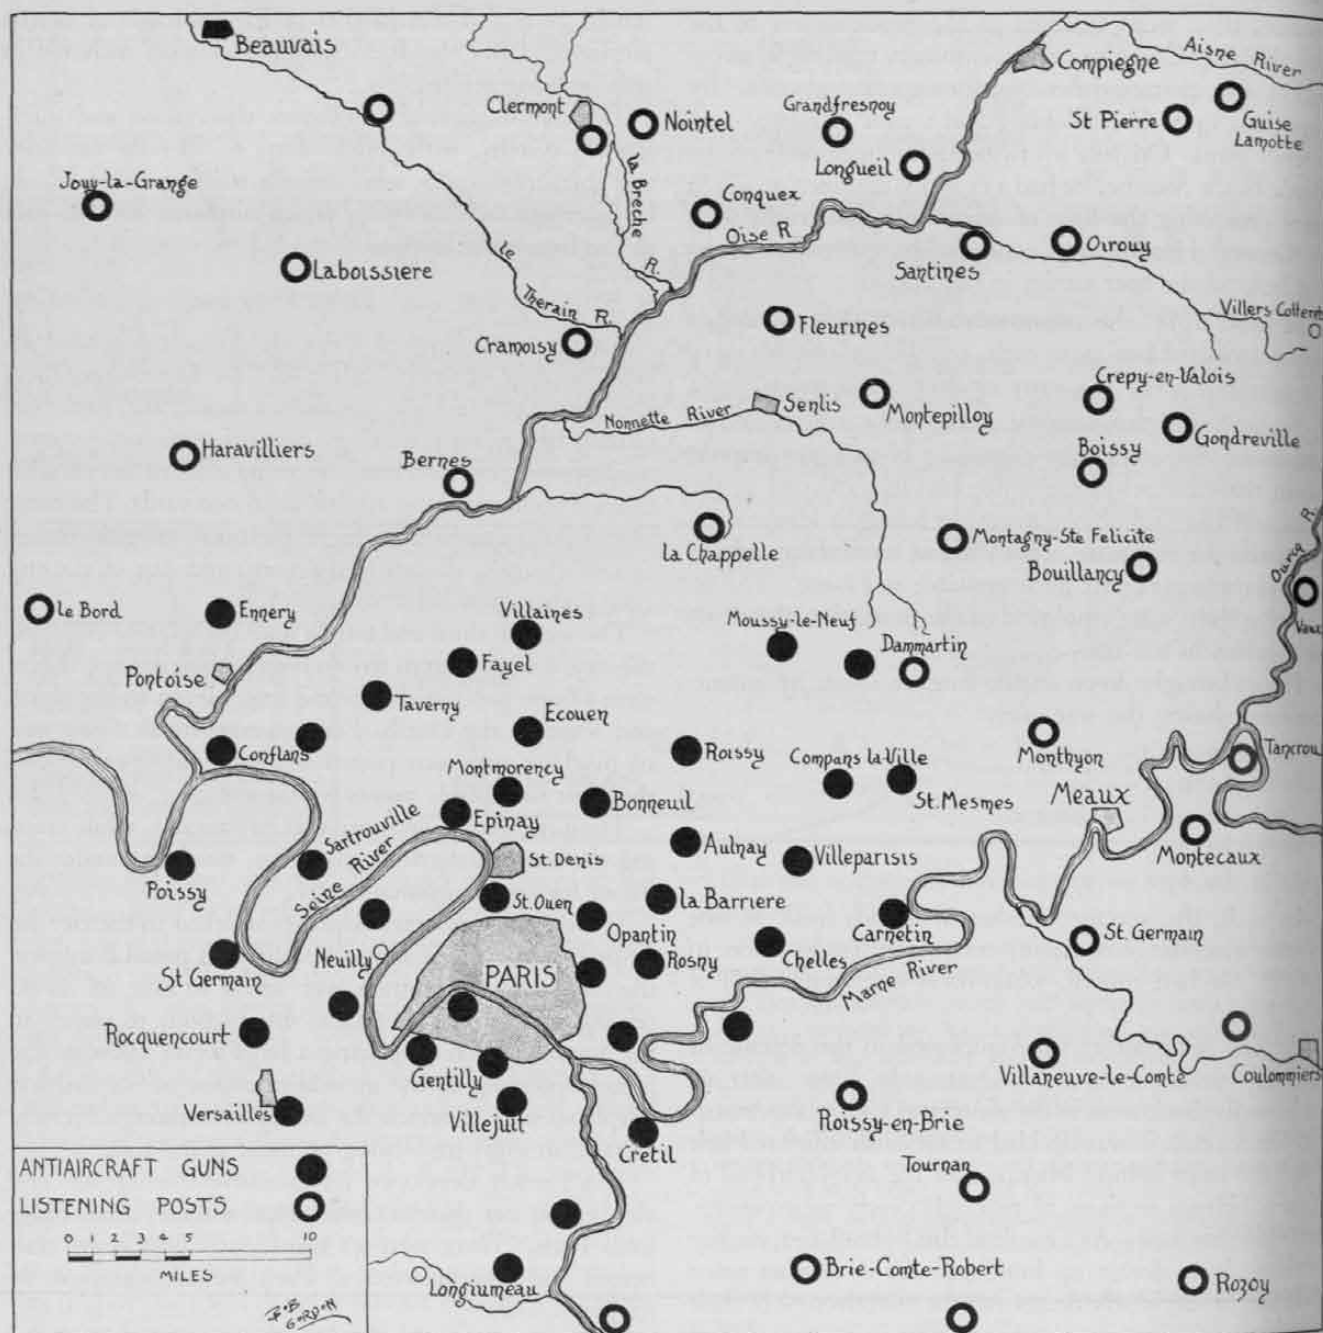 Beauvais
Compiegne
Aisne River
Clermont
Nointel
Grandfresnoy
St Pierre
Guise
Lamotte
Longueil
Jouy-la-Grange
la Breche
R.
Conquex
Oise R
Santines
Oirouy
Laboissiere
le
Therain R.
Villers Cotterets
Fleurines
Cramoisy
Crepy-en-Valois
Senlis
Montepilloy
Nonnette River
Gondreville
Haravilliers
Boissy
Bernes
la Chappelle
Montagny-Ste Felicite
Bouillancy
Ourcq R.
Vaux
le Bord
Ennery
Villaines
Moussy-le-Neuf
Dammartin
Fayel
Pontoise
Taverny
Ecouen
Conflans
Roissy
Compans la-Ville
Monthyon
Tancrou
Montmorency
St. Mesmes
Meaux
Bonneuil
Epinay
Sartrouville
Aulnay
Villeparisis
Montecaux
Poissy
Seine River
St. Denis
St. Ouen
la Barriere
Opantin
Carnetin
St. Germain
St Germain
Neuilly
PARIS
Rosny
Chelles
Marne River
Rocquencourt
Gentilly
Villaneuve-le-Comte
Coulommiers
Versailles
Villejuit
Cretil
Roissy-en-Brie
Tournan
ANTIAIRCRAFT GUNS
LISTENING POSTS
0 1 2 3 4 5 10
MILES
Longiumeau
Brie-Comte-Robert
Rozoy